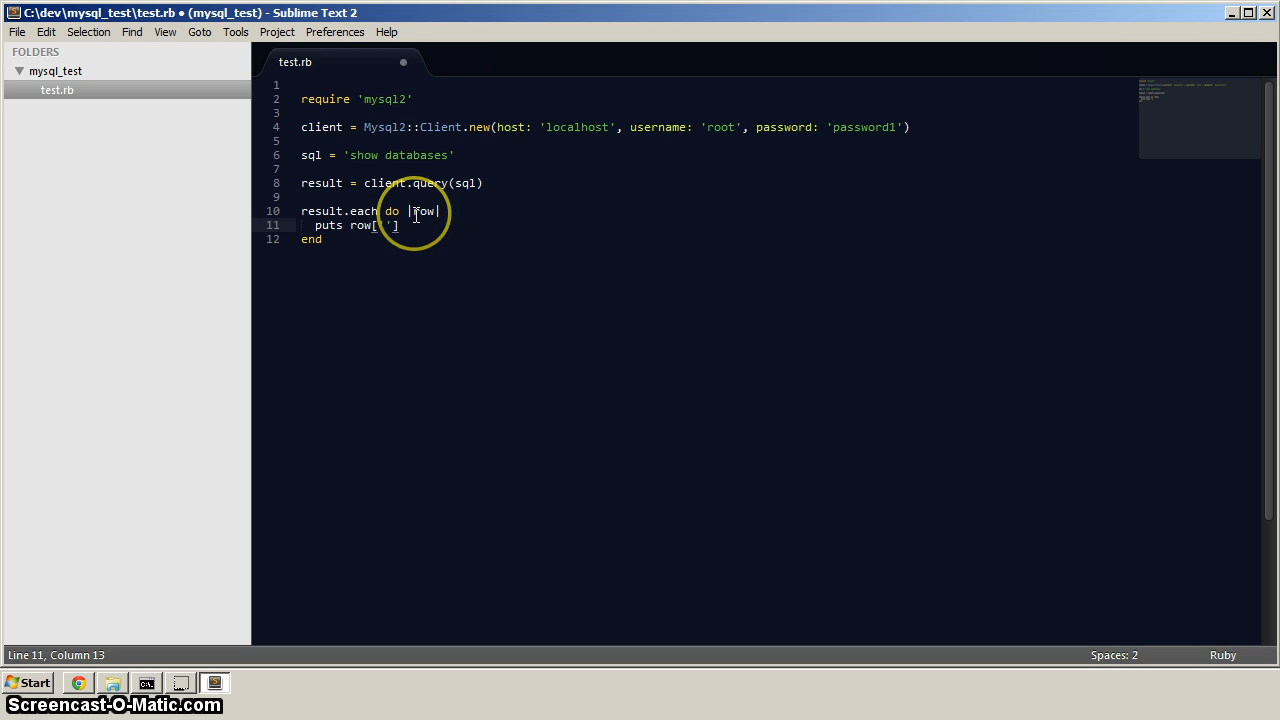 C:\dev\mysql_test\test.rb • (mysql_test) - Sublime Text 2
File Edit Selection Find View Goto Tools Project Preferences Help
FOLDERS
mysql_test
test.rb
test.rb
1
2 require 'mysql2'
3
4 client = Mysql2::Client.new(host: 'localhost', username: 'root', password: 'password1')
5
6 sql = 'show databases'
7
8 result = client.query(sql)
9
10 result.each do |row|
11 puts row['']
12 end
Line 11, Column 13
Spaces: 2
Ruby
Start
C:\.
Screencast-O-Matic.com